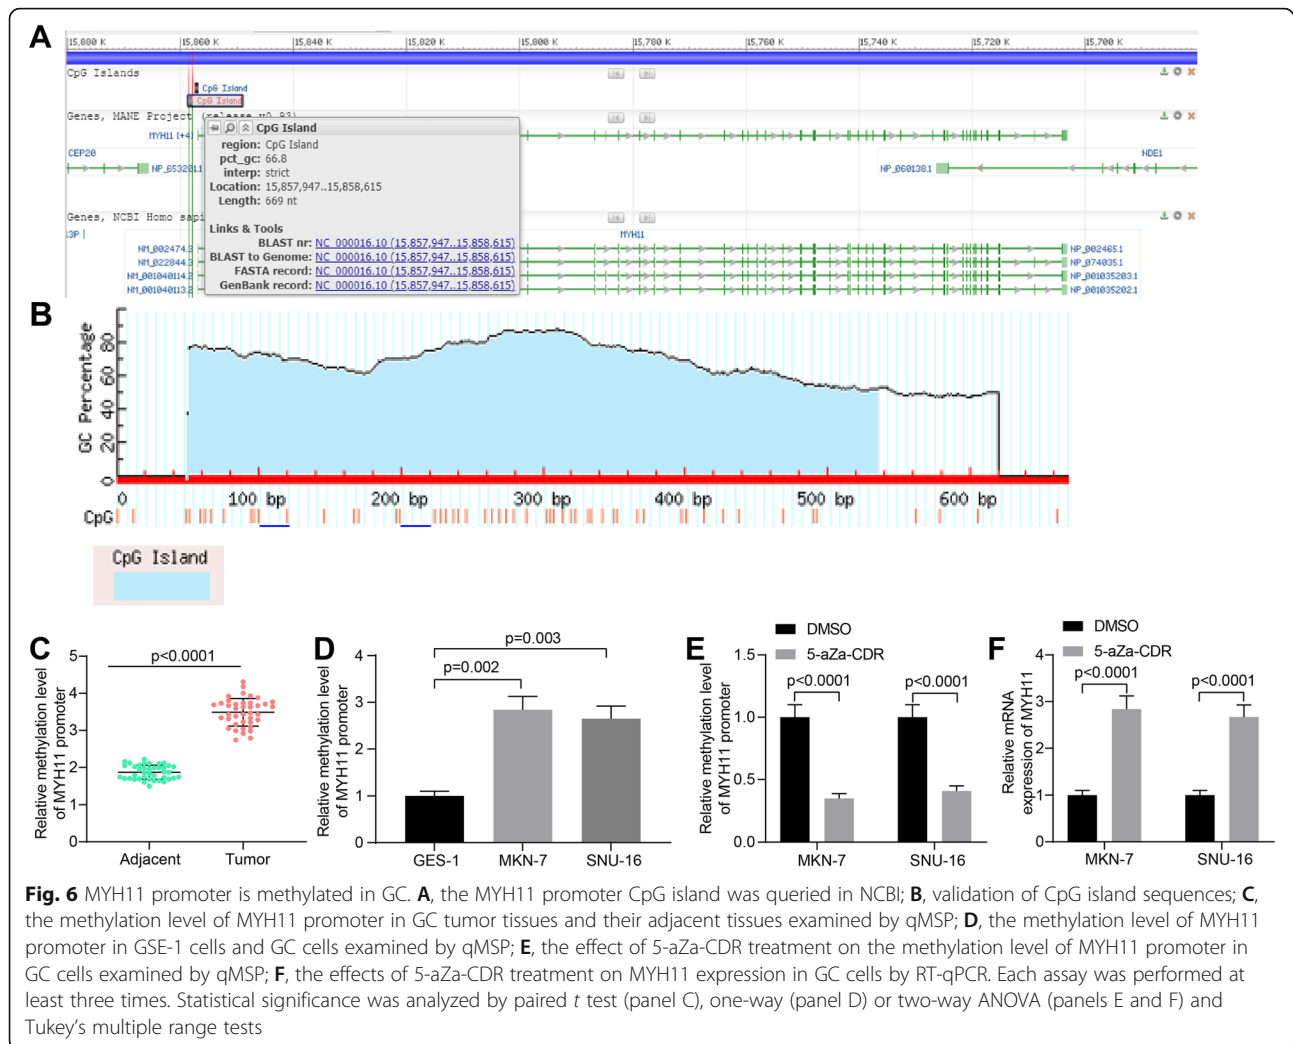 A
15,880 K
15,860 K
15,840 K
15,820 K
15,800 K
15,780 K
15,760 K
15,740 K
15,720 K
15,700 K
CpG Islands
CpG Island
CpG Island
Genes, MANE Project (release v0.93)
MYH11 [+4]
CEP20
NDE1
NP_060138.1
CpG Island
region: CpG Island
pct_gc: 66.8
interp: strict
Location: 15,857,947..15,858,615
Length: 669 nt
Links & Tools
BLAST nr: NC_000016.10 (15,857,947..15,858,615)
BLAST to Genome: NC_000016.10 (15,857,947..15,858,615)
FASTA record: NC_000016.10 (15,857,947..15,858,615)
GenBank record: NC_000016.10 (15,857,947..15,858,615)
Genes, NCBI Homo sapi
MYH11
NM_002474.3
NP_002465.1
NM_022844.3
NP_074035.1
NM_001040114.2
NP_001035203.1
NM_001040113.2
NP_001035202.1
B
GC Percentage
80
60
40
20
0
0 100 bp 200 bp 300 bp 400 bp 500 bp 600 bp
CpG
CpG Island
C
Relative methylation level
of MYH11 promoter
5
4
3
2
1
0
p<0.0001
Adjacent Tumor
D
Relative methylation level
of MYH11 promoter
4
3
2
1
0
p=0.003
p=0.002
GES-1 MKN-7 SNU-16
E
DMSO
5-aZa-CDR
Relative methylation level
of MYH11 promoter
1.5
1.0
0.5
0.0
p<0.0001 p<0.0001
MKN-7 SNU-16
F
DMSO
5-aZa-CDR
Relative mRNA
expression of MYH11
4
3
2
1
0
p<0.0001 p<0.0001
MKN-7 SNU-16
Fig. 6 MYH11 promoter is methylated in GC. A, the MYH11 promoter CpG island was queried in NCBI; B, validation of CpG island sequences; C,
the methylation level of MYH11 promoter in GC tumor tissues and their adjacent tissues examined by qMSP; D, the methylation level of MYH11
promoter in GSE-1 cells and GC cells examined by qMSP; E, the effect of 5-aZa-CDR treatment on the methylation level of MYH11 promoter in
GC cells examined by qMSP; F, the effects of 5-aZa-CDR treatment on MYH11 expression in GC cells by RT-qPCR. Each assay was performed at
least three times. Statistical significance was analyzed by paired t test (panel C), one-way (panel D) or two-way ANOVA (panels E and F) and
Tukey's multiple range tests